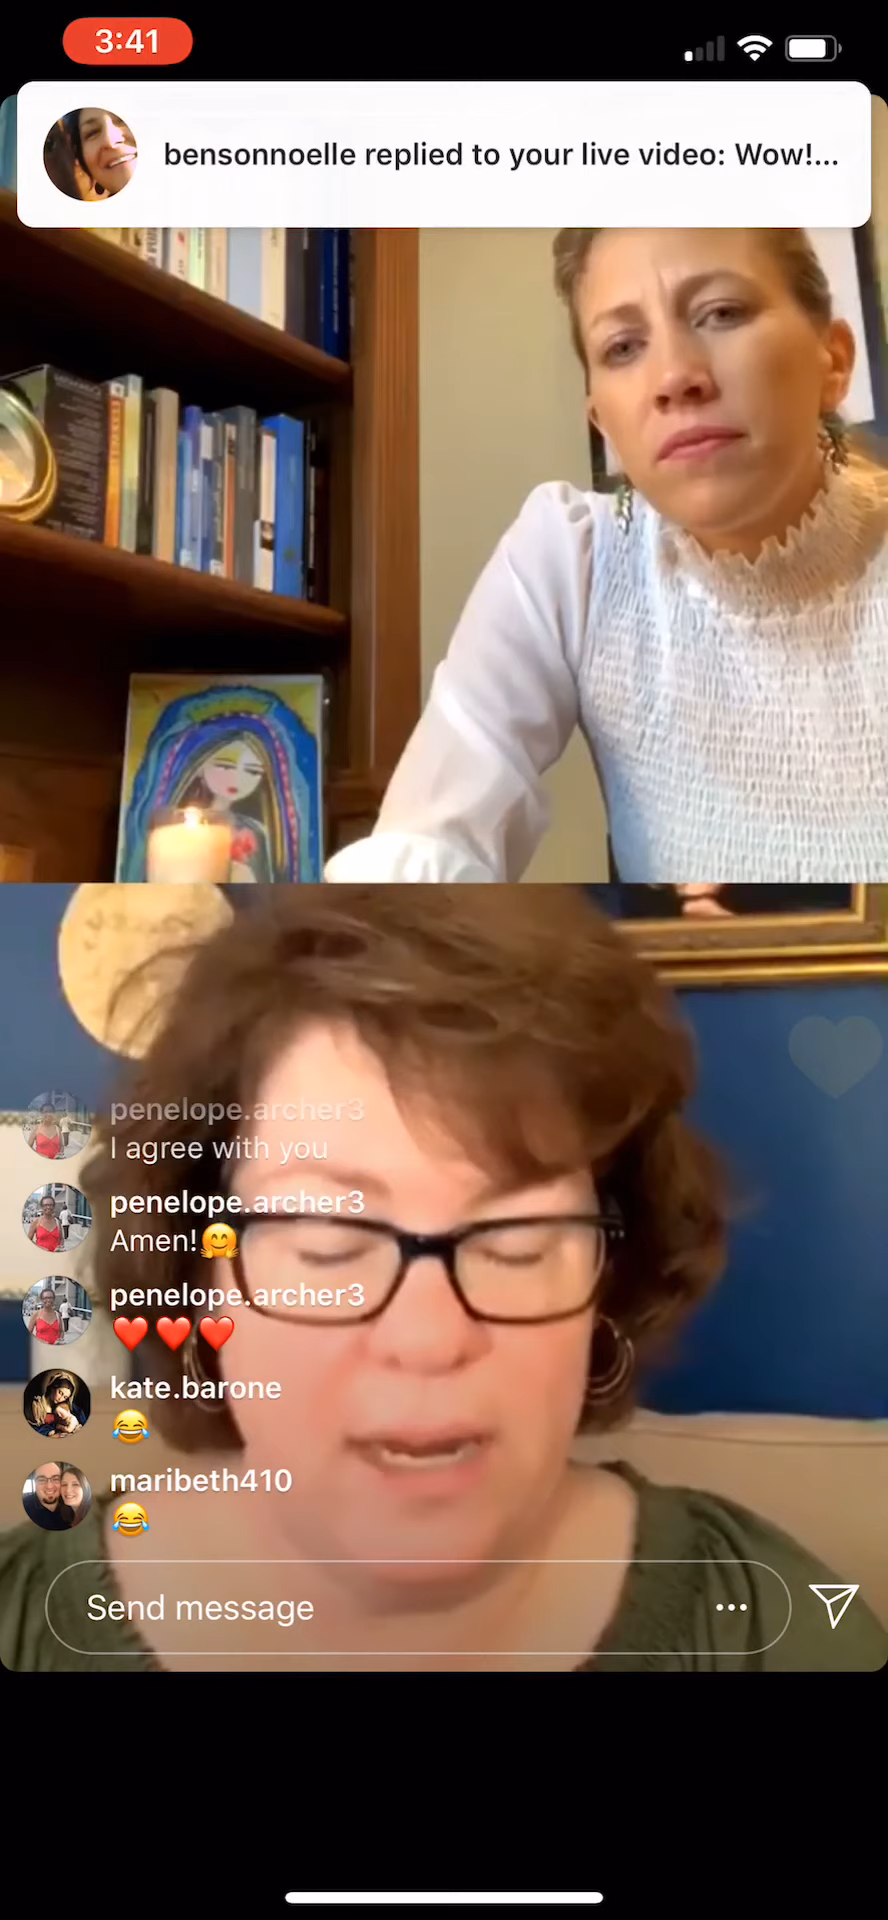 3:41
bensonnoelle replied to your live video: Wow!...
penelope.archer3
I agree with you
penelope.archer3
Amen!🤗
penelope.archer3
❤️❤️❤️
kate.barone
😂
maribeth410
😂
Send message